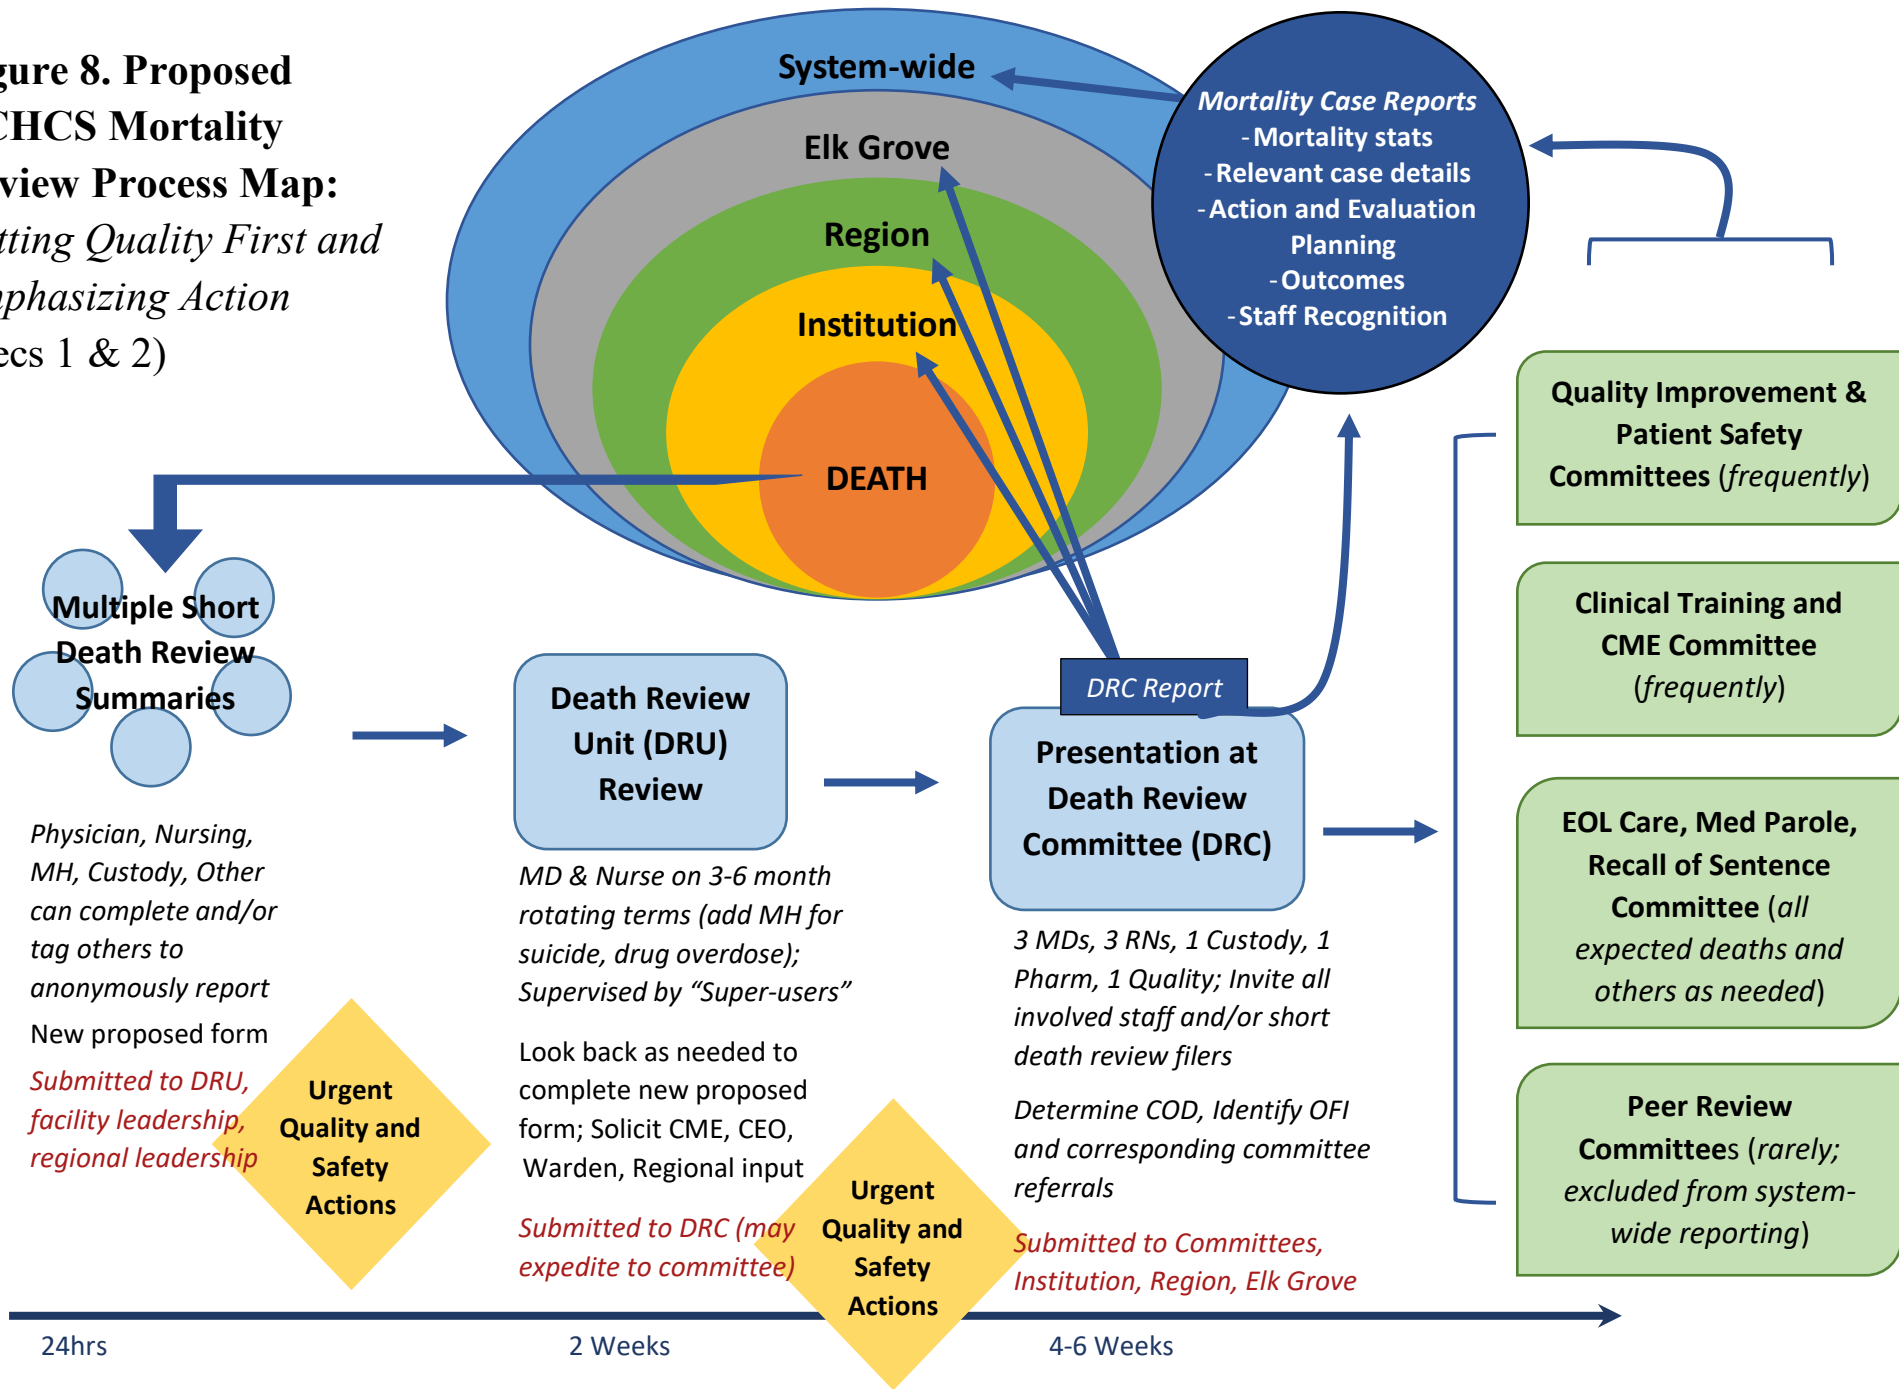 gure 8. Proposed
CHCS Mortality
view Process Map:
tting Quality First and
phasizing Action
ecs 1 & 2)
System-wide
Elk Grove
Region
Institution
DEATH
Mortality Case Reports
- Mortality stats
- Relevant case details
- Action and Evaluation
Planning
- Outcomes
- Staff Recognition
Multiple Short
Death Review
Summaries
Physician, Nursing,
MH, Custody, Other
can complete and/or
tag others to
anonymously report
New proposed form
Submitted to DRU,
facility leadership,
regional leadership
Urgent
Quality and
Safety
Actions
Death Review
Unit (DRU)
Review
MD & Nurse on 3-6 month
rotating terms (add MH for
suicide, drug overdose);
Supervised by “Super-users”
Look back as needed to
complete new proposed
form; Solicit CME, CEO,
Warden, Regional input
Submitted to DRC (may
expedite to committee)
Urgent
Quality and
Safety
Actions
DRC Report
Presentation at
Death Review
Committee (DRC)
3 MDs, 3 RNs, 1 Custody, 1
Pharm, 1 Quality; Invite all
involved staff and/or short
death review filers
Determine COD, Identify OFI
and corresponding committee
referrals
Submitted to Committees,
Institution, Region, Elk Grove
Quality Improvement &
Patient Safety
Committees (frequently)
Clinical Training and
CME Committee
(frequently)
EOL Care, Med Parole,
Recall of Sentence
Committee (all
expected deaths and
others as needed)
Peer Review
Committees (rarely;
excluded from system-
wide reporting)
24hrs
2 Weeks
4-6 Weeks